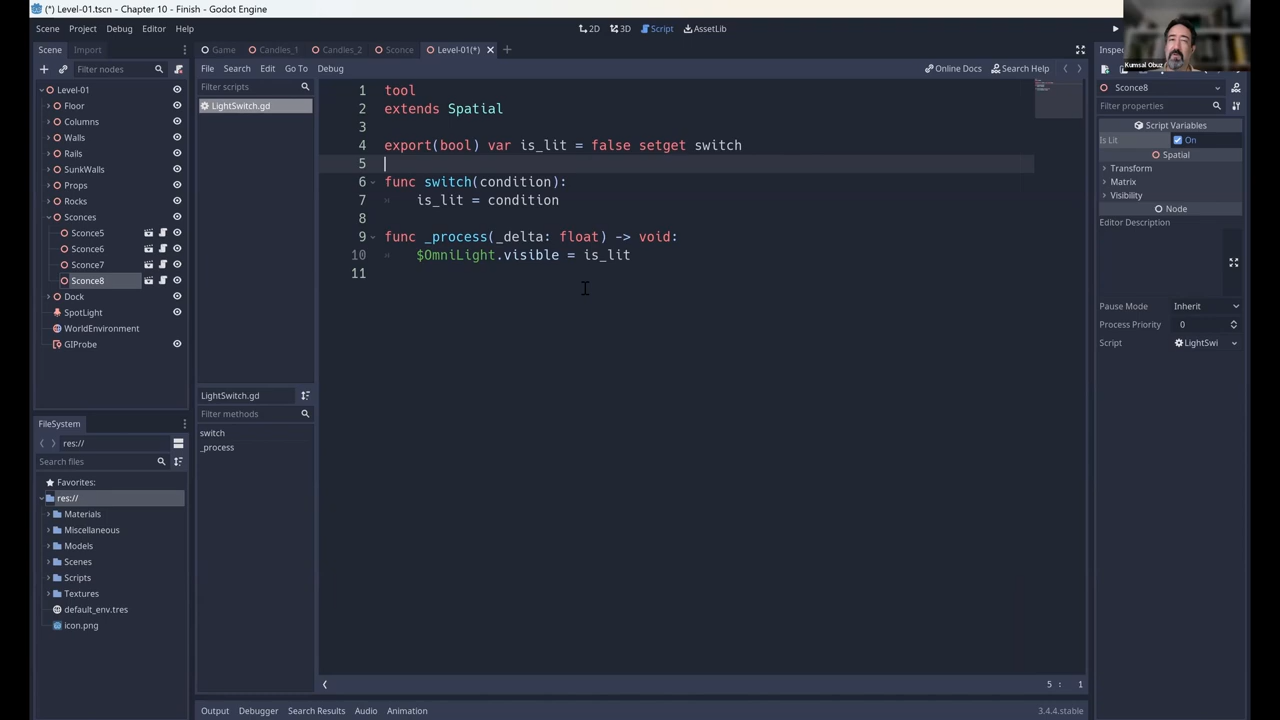 (*) Level-01.tscn - Chapter 10 - Finish - Godot Engine
Scene Project Debug Editor Help
2D 3D Script AssetLib
Scene Import
Game Candles_1 Candles_2 Sconce Level-01(*)
Kumsal Obuz
Filter nodes
File Search Edit Go To Debug
Online Docs Search Help
Level-01
Floor
Columns
Walls
Rails
SunkWalls
Props
Rocks
Sconces
Sconce5
Sconce6
Sconce7
Sconce8
Dock
SpotLight
WorldEnvironment
GIProbe
Filter scripts
LightSwitch.gd
LightSwitch.gd
Filter methods
switch
_process
1 tool
2 extends Spatial
3
4 export(bool) var is_lit = false setget switch
5
6 func switch(condition):
7 is_lit = condition
8
9 func _process(_delta: float) -> void:
10 $OmniLight.visible = is_lit
11
5 : 1
Sconce8
Filter properties
Script Variables
Is Lit On
Spatial
Transform
Matrix
Visibility
Node
Editor Description
Pause Mode Inherit
Process Priority 0
Script LightSwi
FileSystem
res://
Search files
Favorites:
res://
Materials
Miscellaneous
Models
Scenes
Scripts
Textures
default_env.tres
icon.png
Output Debugger Search Results Audio Animation
3.4.4.stable